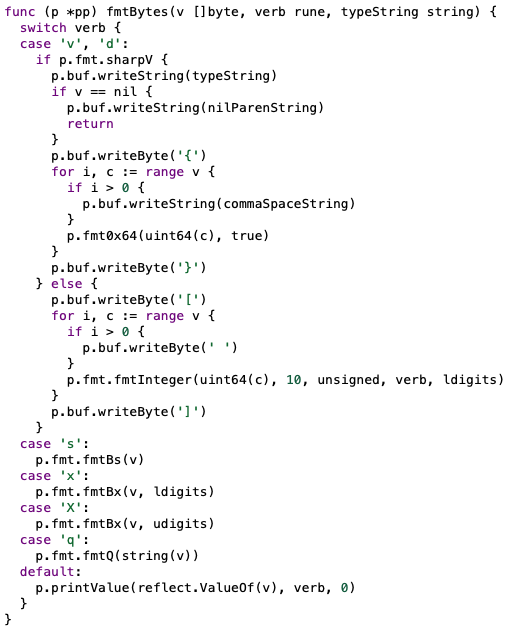 func (p *pp) fmtBytes(v []byte, verb rune, typeString string) {
  switch verb {
  case 'v', 'd':
    if p.fmt.sharpV {
      p.buf.writeString(typeString)
      if v == nil {
        p.buf.writeString(nilParenString)
        return
      }
      p.buf.writeByte('{')
      for i, c := range v {
        if i > 0 {
          p.buf.writeString(commaSpaceString)
        }
        p.fmt0x64(uint64(c), true)
      }
      p.buf.writeByte('}')
    } else {
      p.buf.writeByte('[')
      for i, c := range v {
        if i > 0 {
          p.buf.writeByte(' ')
        }
        p.fmt.fmtInteger(uint64(c), 10, unsigned, verb, ldigits)
      }
      p.buf.writeByte(']')
    }
  case 's':
    p.fmt.fmtBs(v)
  case 'x':
    p.fmt.fmtBx(v, ldigits)
  case 'X':
    p.fmt.fmtBx(v, udigits)
  case 'q':
    p.fmt.fmtQ(string(v))
  default:
    p.printValue(reflect.ValueOf(v), verb, 0)
  }
}